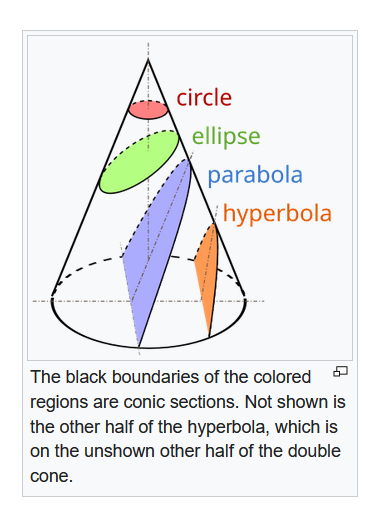 circle
ellipse
parabola
hyperbola
The black boundaries of the colored
regions are conic sections. Not shown is
the other half of the hyperbola, which is
on the unshown other half of the double
cone.